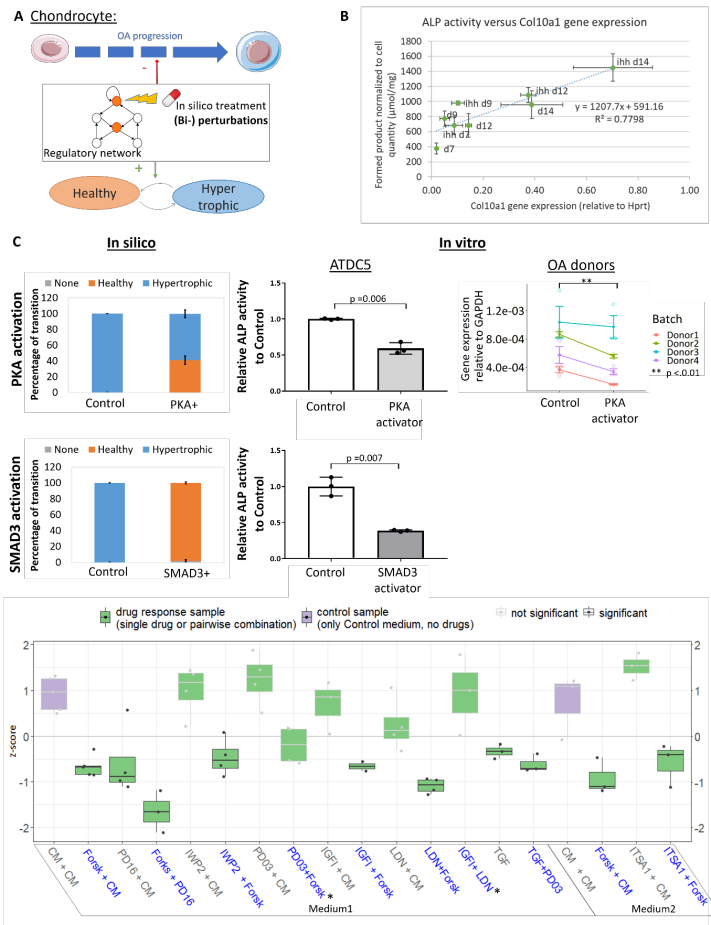 A Chondrocyte:
OA progression
-
In silico treatment
(Bi-) perturbations
Regulatory network
+
Healthy
Hyper
trophic
B
ALP activity versus Col10a1 gene expression
Formed product normalized to cell
quantity (µmol/mg)
1800
1600
1400
1200
1000
800
600
400
200
0
ihh d14
ihh d12
ihh d9
d14
d9
ihh d7
d12
d7
y = 1207.7x + 591.16
R² = 0.7798
0.00 0.20 0.40 0.60 0.80 1.00
Col10a1 gene expression (relative to Hprt)
C In silico
In vitro
PKA activation
None Healthy Hypertrophic
Percentage of transition
120
100
80
60
40
20
0
Control PKA+
ATDC5
Relative ALP activity
to Control
1.5
1.0
0.5
0.0
p =0.006
Control PKA
activator
OA donors
Gene expression
relative to GAPDH
**
1.2e-03
8.0e-04
4.0e-04
Control PKA
activator
Batch
Donor1
Donor2
Donor3
Donor4
** p <.01
SMAD3 activation
None Healthy Hypertrophic
Percentage of transition
120
100
80
60
40
20
0
Control SMAD3+
Relative ALP activity
to Control
1.5
1.0
0.5
0.0
p =0.007
Control SMAD3
activator
drug response sample
(single drug or pairwise combination)
control sample
(only Control medium, no drugs)
not significant significant
z-score
2
1
0
-1
-2
2
1
0
-1
-2
CM + CM
Forsk + CM
PD16 + CM
Forks + PD16
IWP2 + CM
IWP2 + Forsk
PD03 + CM
PD03+Forsk *
IGFI + CM
IGFI + Forsk
LDN + CM
LDN+Forsk
IGFI+ LDN *
TGF
TGF+PD03
CM + CM
Forsk + CM
ITSA1 + CM
ITSA1 + Forsk
Medium1 Medium2